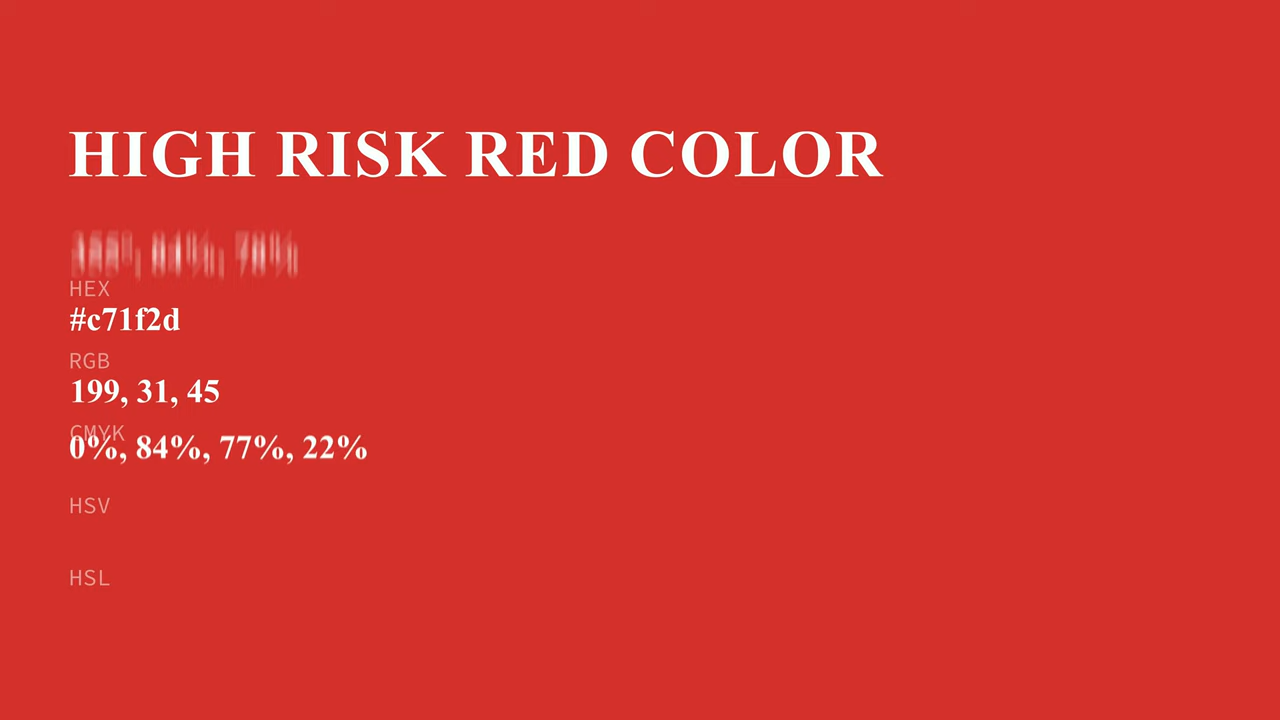 HIGH RISK RED COLOR
HEX
#c71f2d
RGB
199, 31, 45
CMYK
0%, 84%, 77%, 22%
HSV
HSL